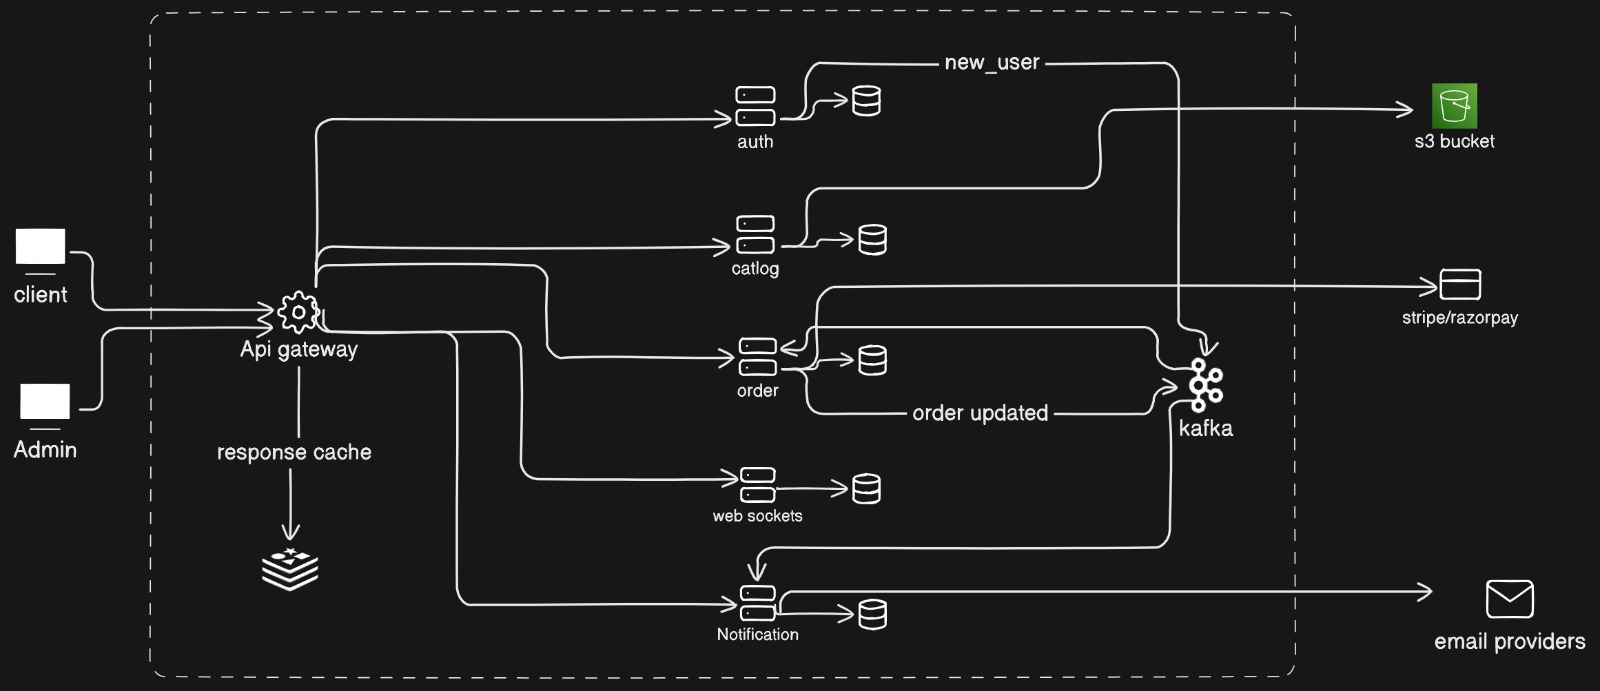 new_user
auth
s3 bucket
catlog
client
stripe/razorpay
Api gateway
order
order updated
kafka
Admin
response cache
web sockets
Notification
email providers